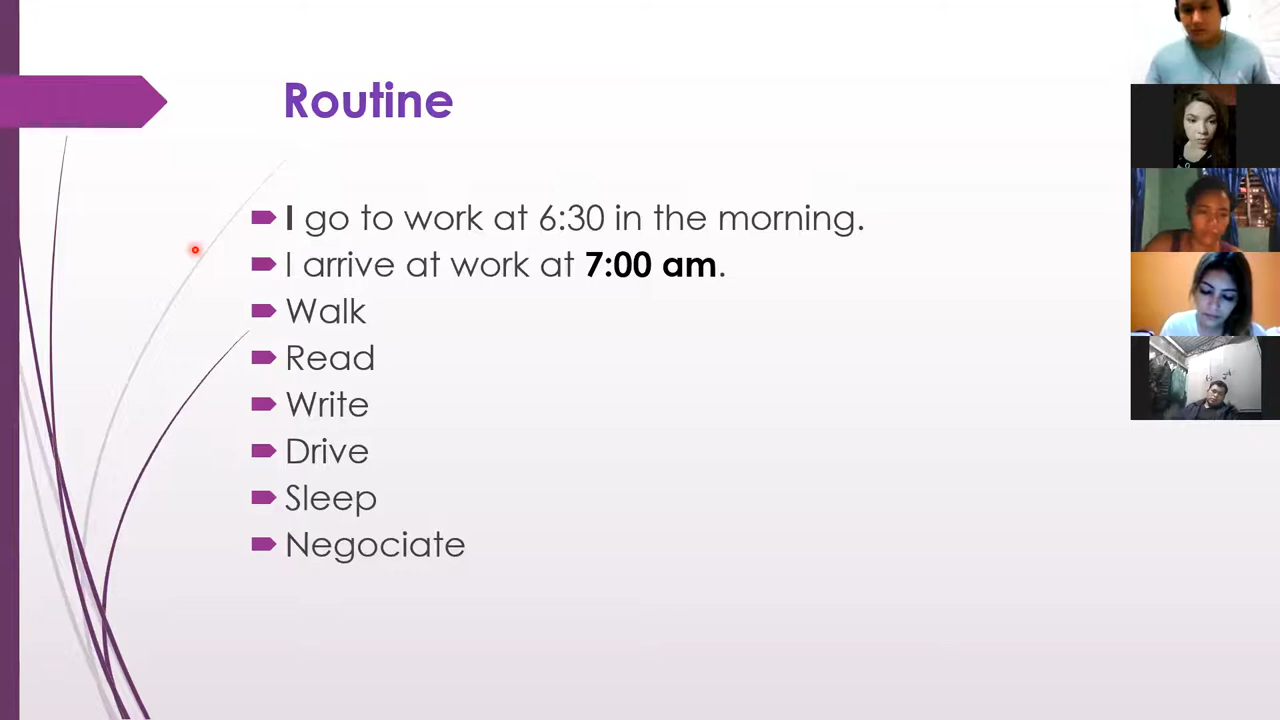 Routine
I go to work at 6:30 in the morning.
I arrive at work at 7:00 am.
Walk
Read
Write
Drive
Sleep
Negociate